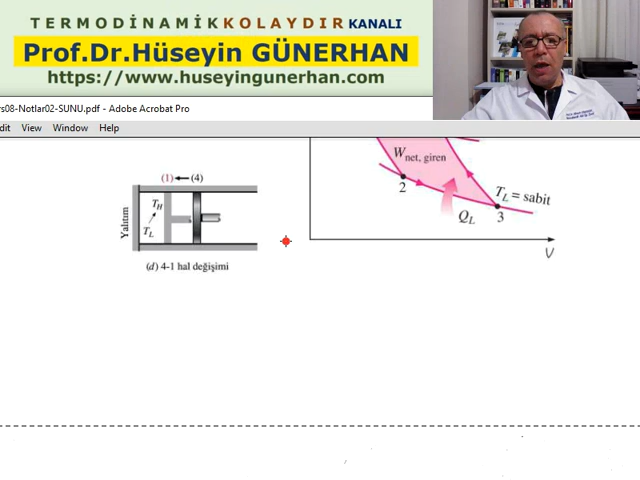 TERMODİNAMİKKOLAYDIR KANALI
Prof.Dr.Hüseyin GÜNERHAN
https://www.huseyingunerhan.com
s08-Notlar02-SUNU.pdf - Adobe Acrobat Pro
dit View Window Help
(1) ← (4)
Yalıtım
T_H
T_L
(d) 4-1 hal değişimi
W_net, giren
2
T_L = sabit
Q_L
3
V